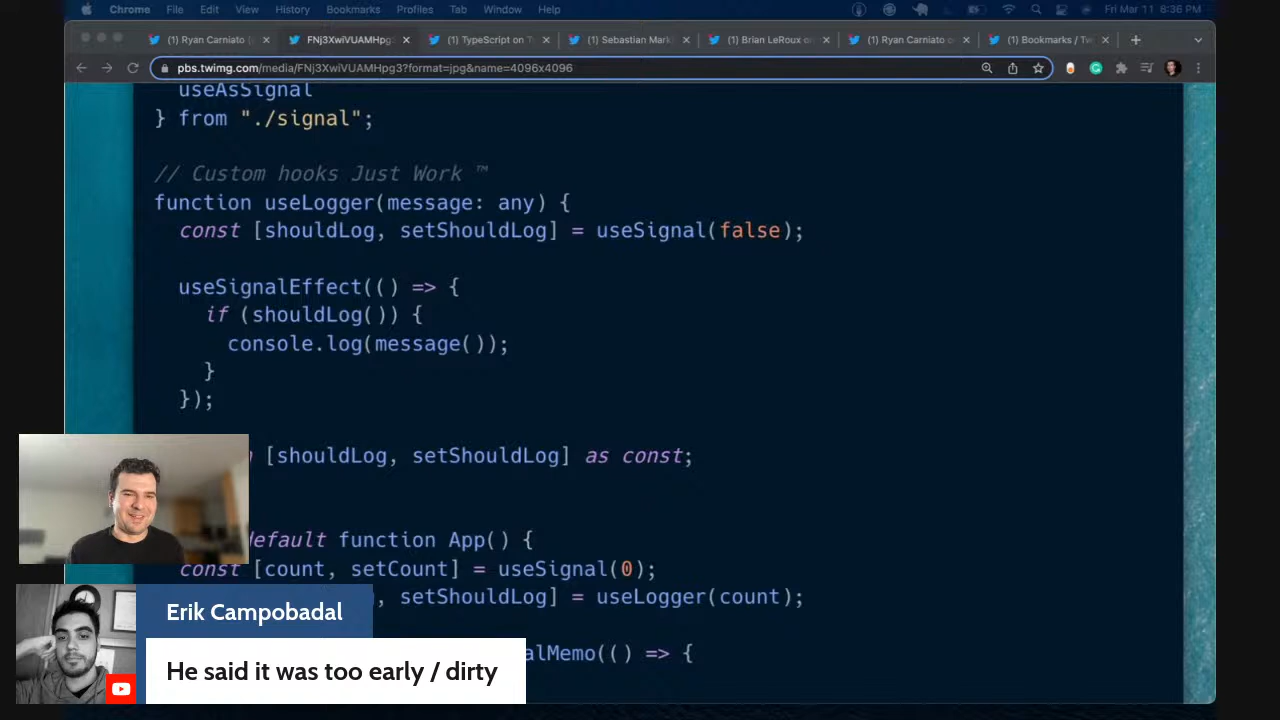 Chrome File Edit View History Bookmarks Profiles Tab Window Help Fri Mar 11 8:36 PM
(1) Ryan Carniato ( × FNj3XwiVUAMHpg × (1) TypeScript on T × (1) Sebastian Mark × (1) Brian LeRoux o × (1) Ryan Carniato o × (1) Bookmarks / Tw ×
pbs.twimg.com/media/FNj3XwiVUAMHpg3?format=jpg&name=4096x4096
useAsSignal
} from "./signal";
// Custom hooks Just Work ™
function useLogger(message: any) {
const [shouldLog, setShouldLog] = useSignal(false);
useSignalEffect(() => {
if (shouldLog()) {
console.log(message());
}
});
[shouldLog, setShouldLog] as const;
default function App() {
const [count, setCount] = useSignal(0);
, setShouldLog] = useLogger(count);
alMemo(() => {
Erik Campobadal
He said it was too early / dirty